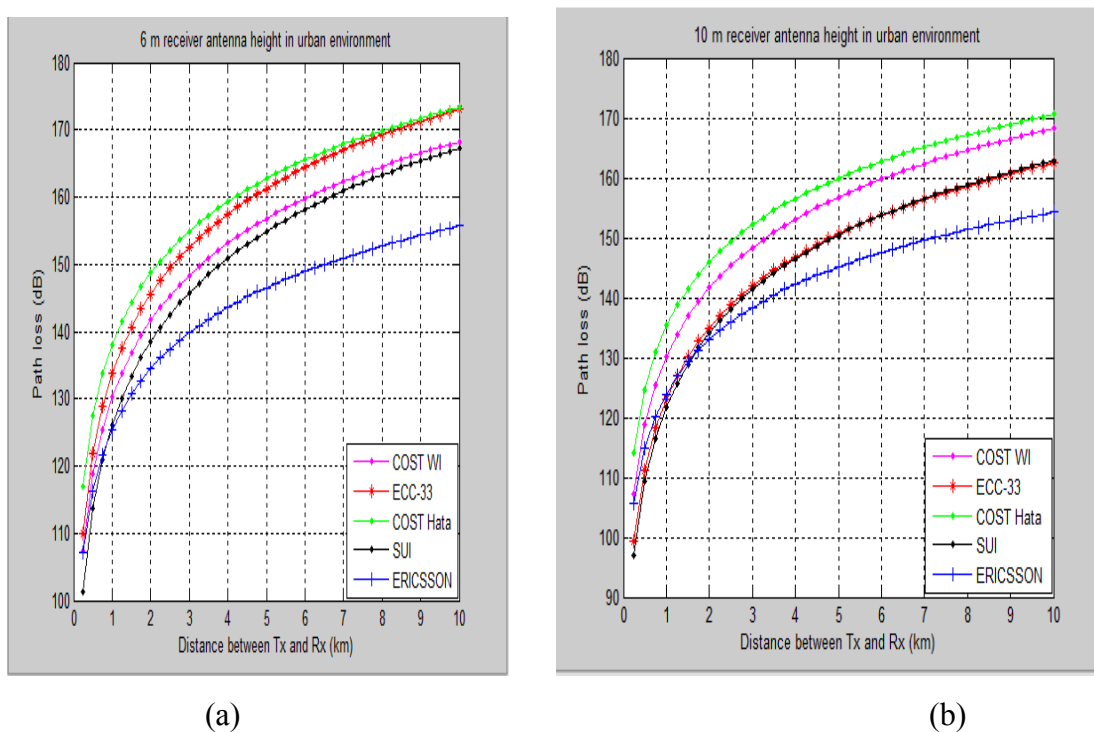 6 m receiver antenna height in urban environment
180
170
160
150
140
130
120
110
100
Path loss (dB)
0 1 2 3 4 5 6 7 8 9 10
Distance between Tx and Rx (km)
COST WI
ECC-33
COST Hata
SUI
ERICSSON
(a)
10 m receiver antenna height in urban environment
180
170
160
150
140
130
120
110
100
90
Path loss (dB)
0 1 2 3 4 5 6 7 8 9 10
Distance between Tx and Rx (km)
COST WI
ECC-33
COST Hata
SUI
ERICSSON
(b)